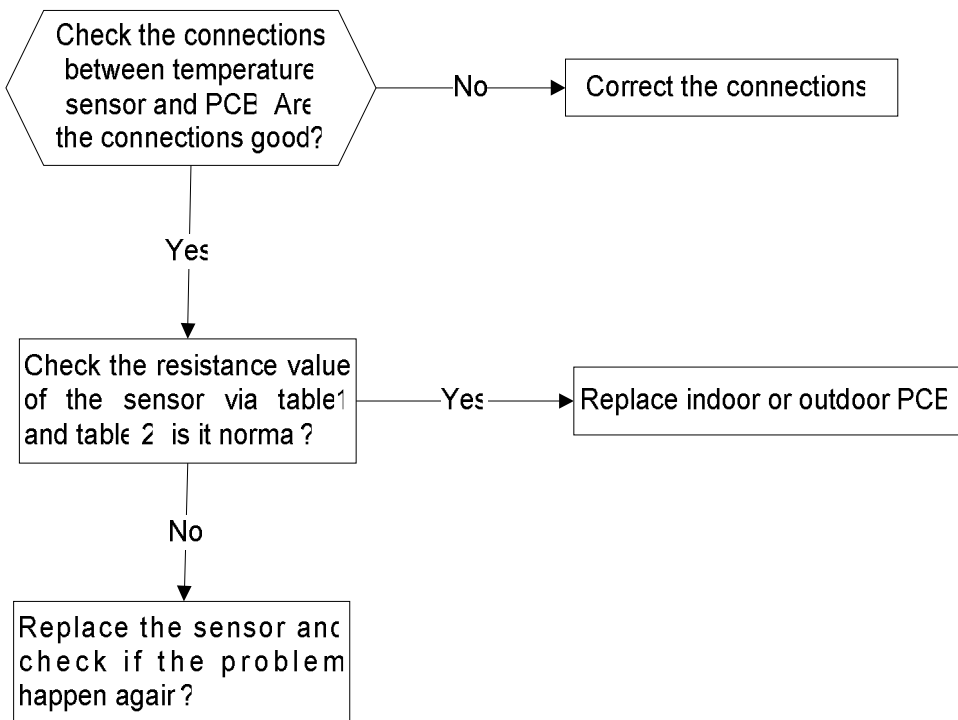 Check the connections
between temperature
sensor and PCB Are
the connections good?
No
Correct the connections
Yes
Check the resistance value
of the sensor via table1
and table 2 is it norma?
Yes
Replace indoor or outdoor PCB
No
Replace the sensor and
check if the problem
happen again?